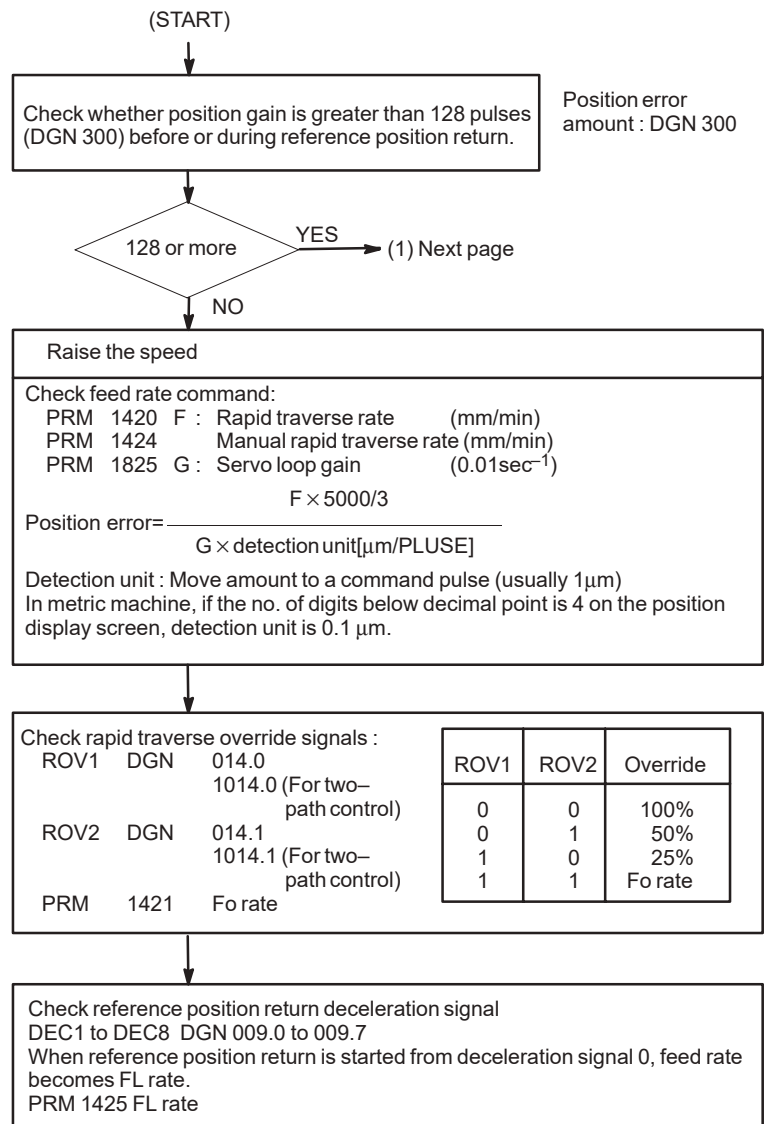 (START)
Check whether position gain is greater than 128 pulses
(DGN 300) before or during reference position return.
Position error
amount : DGN 300
128 or more
YES
(1) Next page
NO
Raise the speed
Check feed rate command:
PRM 1420 F : Rapid traverse rate (mm/min)
PRM 1424 Manual rapid traverse rate (mm/min)
PRM 1825 G : Servo loop gain (0.01sec–1)
F × 5000/3
Position error=
G × detection unit[μm/PLUSE]
Detection unit : Move amount to a command pulse (usually 1μm)
In metric machine, if the no. of digits below decimal point is 4 on the position
display screen, detection unit is 0.1 μm.
Check rapid traverse override signals :
ROV1 DGN 014.0
1014.0 (For two–
path control)
ROV2 DGN 014.1
1014.1 (For two–
path control)
PRM 1421 Fo rate
ROV1 ROV2 Override
0 0 100%
0 1 50%
1 0 25%
1 1 Fo rate
Check reference position return deceleration signal
DEC1 to DEC8 DGN 009.0 to 009.7
When reference position return is started from deceleration signal 0, feed rate
becomes FL rate.
PRM 1425 FL rate